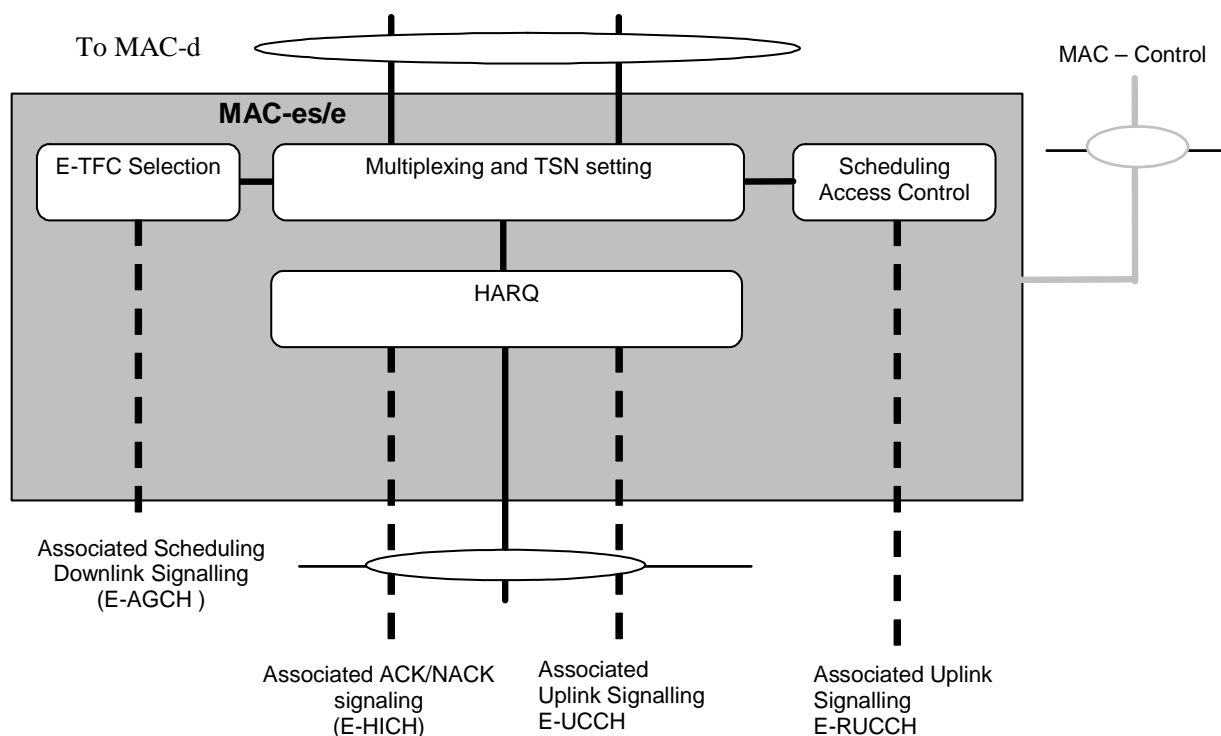 To MAC-d
MAC – Control
MAC-es/e
E-TFC Selection
Multiplexing and TSN setting
Scheduling
Access Control
HARQ
Associated Scheduling
Downlink Signalling
(E-AGCH )
Associated ACK/NACK
signaling
(E-HICH)
Associated
Uplink Signalling
E-UCCH
Associated Uplink
Signalling
E-RUCCH